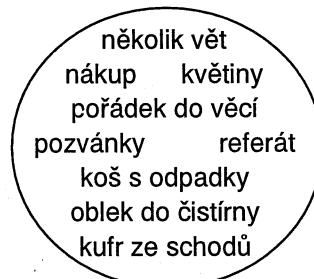 několik vět
nákup květiny
pořádek do věcí
pozvánky referát
koš s odpadky
oblek do čistírny
kufr ze schodů